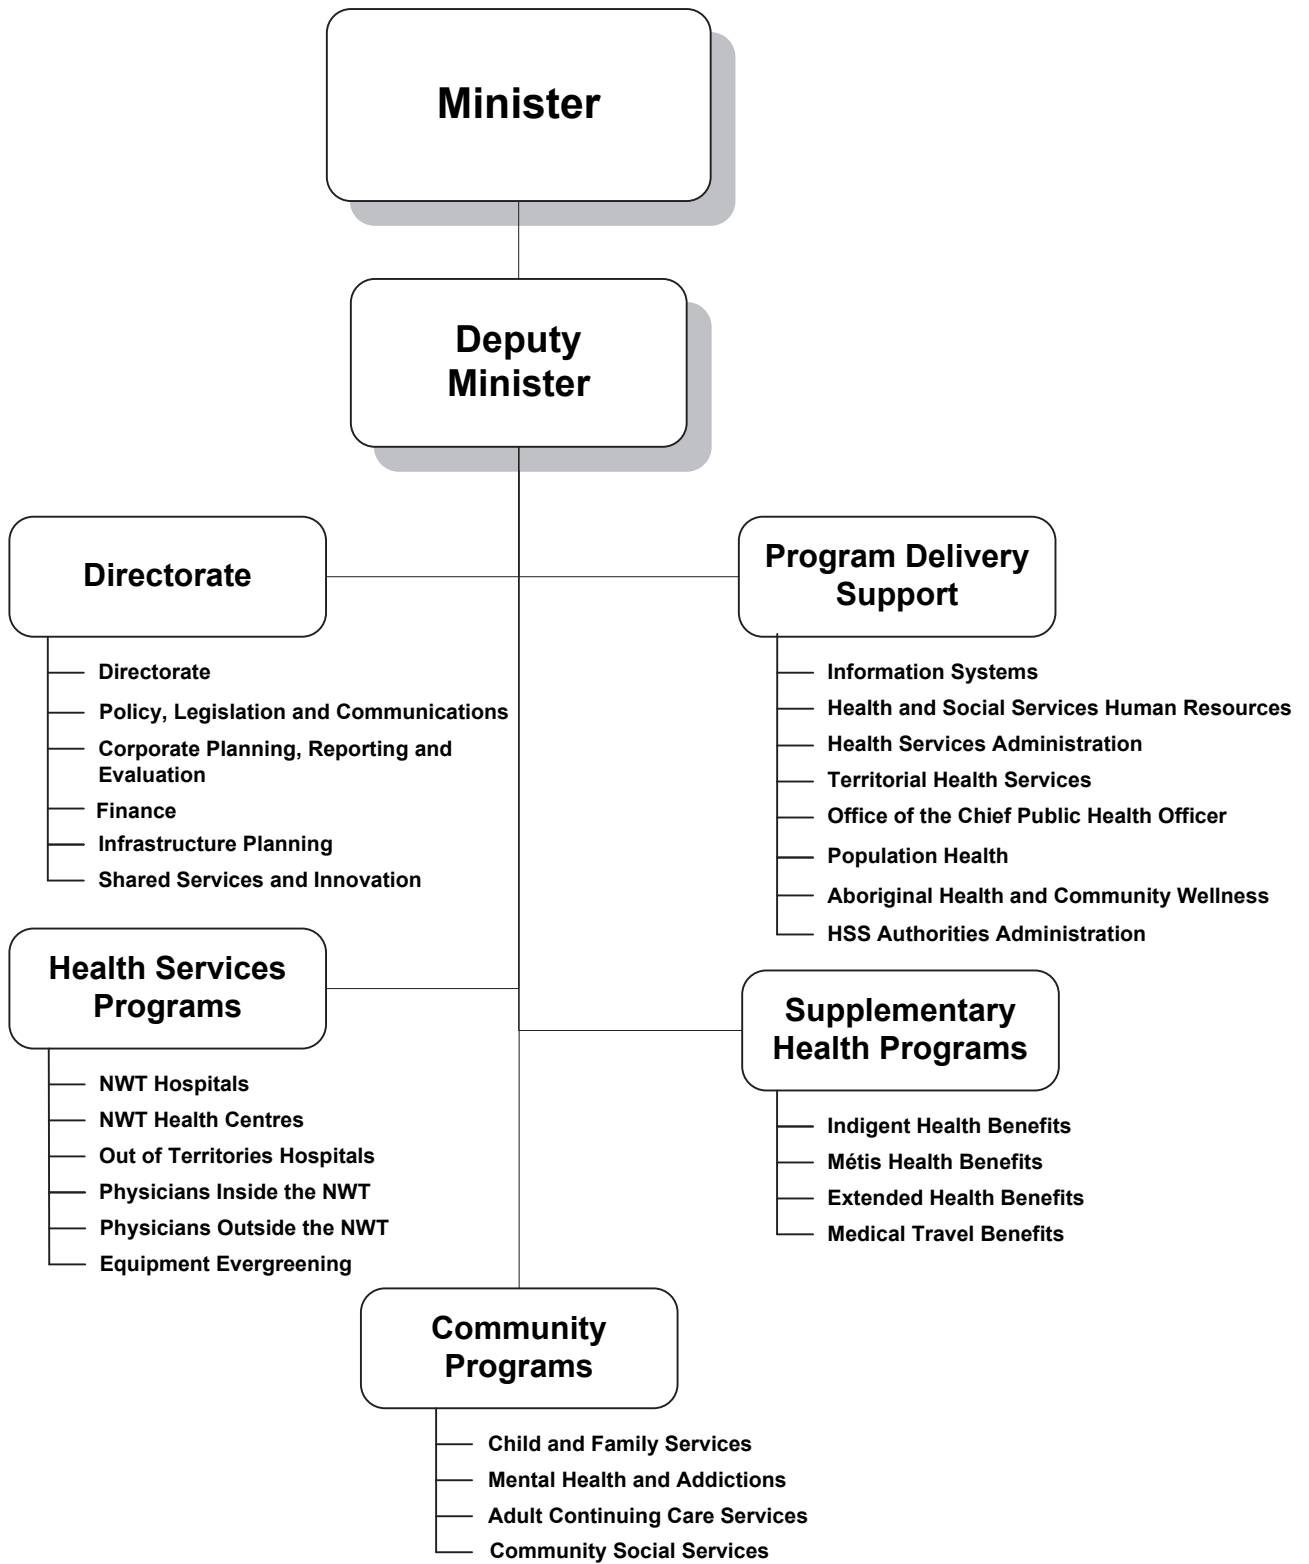 Minister
Deputy
Minister
Directorate
Directorate
Policy, Legislation and Communications
Corporate Planning, Reporting and
Evaluation
Finance
Infrastructure Planning
Shared Services and Innovation
Program Delivery
Support
Information Systems
Health and Social Services Human Resources
Health Services Administration
Territorial Health Services
Office of the Chief Public Health Officer
Population Health
Aboriginal Health and Community Wellness
HSS Authorities Administration
Health Services
Programs
NWT Hospitals
NWT Health Centres
Out of Territories Hospitals
Physicians Inside the NWT
Physicians Outside the NWT
Equipment Evergreening
Supplementary
Health Programs
Indigent Health Benefits
Métis Health Benefits
Extended Health Benefits
Medical Travel Benefits
Community
Programs
Child and Family Services
Mental Health and Addictions
Adult Continuing Care Services
Community Social Services